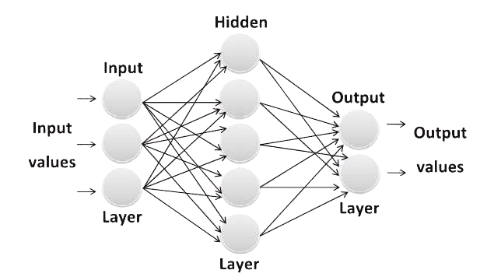 Hidden
Input
Output
Input
values
Output
values
Layer
Layer
Layer